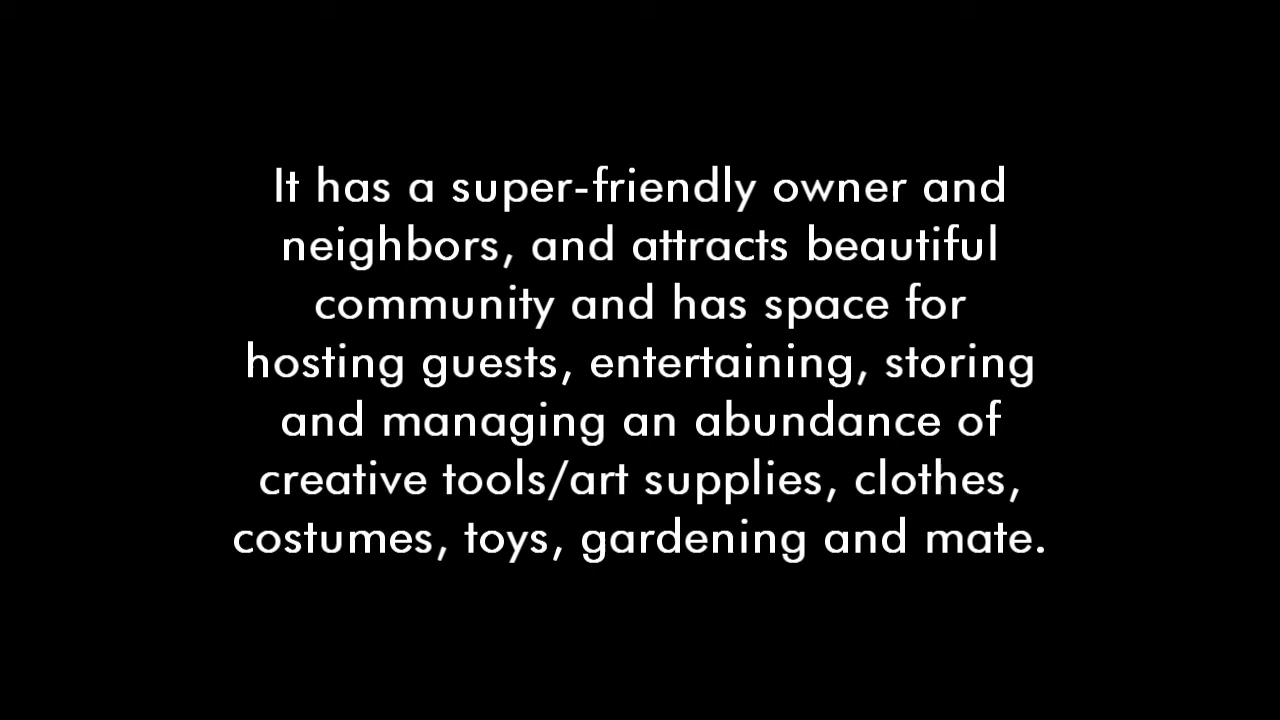 It has a super-friendly owner and
neighbors, and attracts beautiful
community and has space for
hosting guests, entertaining, storing
and managing an abundance of
creative tools/art supplies, clothes,
costumes, toys, gardening and mate.